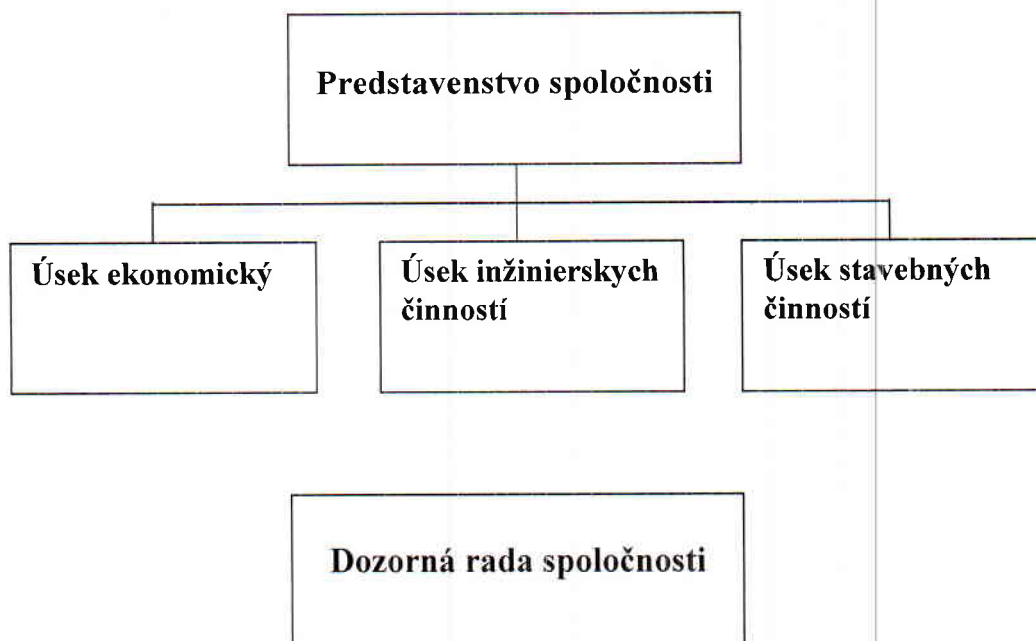 Predstavenstvo spoločnosti
Úsek ekonomický
Úsek inžinierskych
činností
Úsek stavebných
činností
Dozorná rada spoločnosti